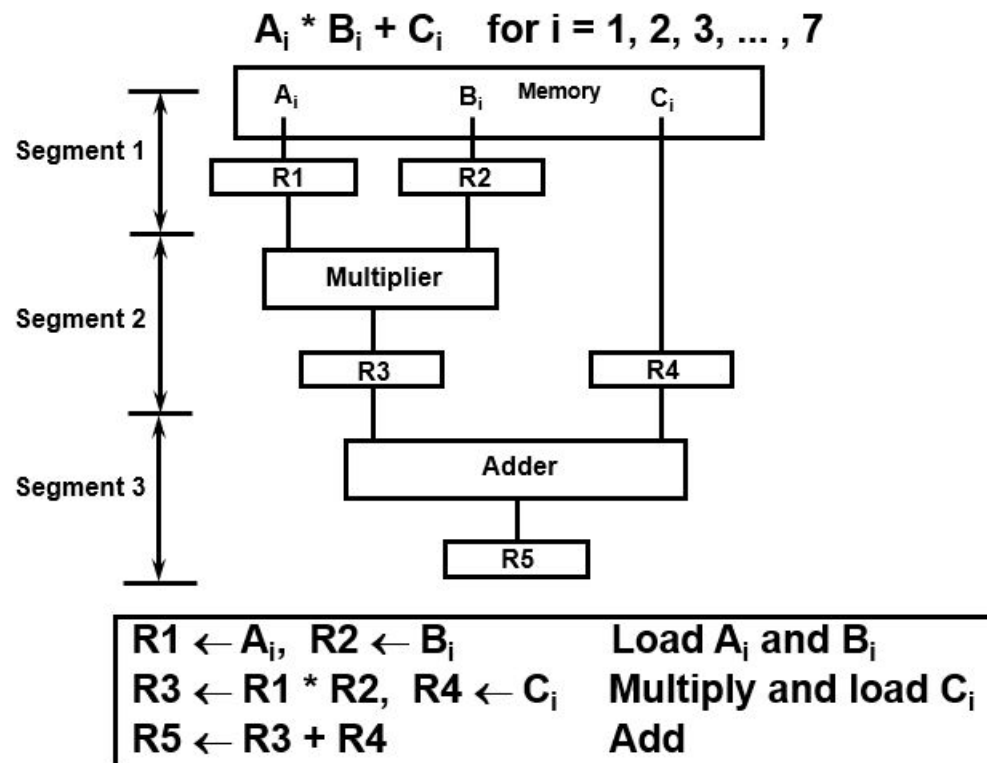 Aᵢ * Bᵢ + Cᵢ for i = 1, 2, 3, ... , 7
Aᵢ Bᵢ Memory Cᵢ
Segment 1
R1 R2
Multiplier
Segment 2
R3 R4
Adder
Segment 3
R5
R1 ← Aᵢ, R2 ← Bᵢ Load Aᵢ and Bᵢ
R3 ← R1 * R2, R4 ← Cᵢ Multiply and load Cᵢ
R5 ← R3 + R4 Add